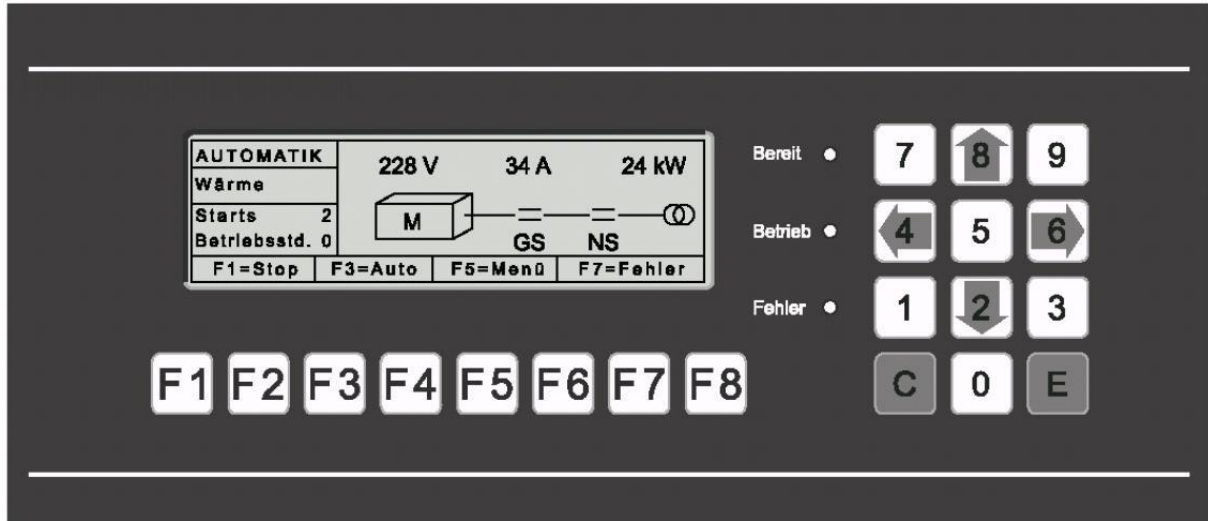 AUTOMATIK
Wärme
Starts 2
Betriebsstd. 0
228 V 34 A 24 kW
M
GS NS
F1=Stop F3=Auto F5=Menü F7=Fehler
Bereit
Betrieb
Fehler
7 8 9
4 5 6
1 2 3
C 0 E
F1 F2 F3 F4 F5 F6 F7 F8